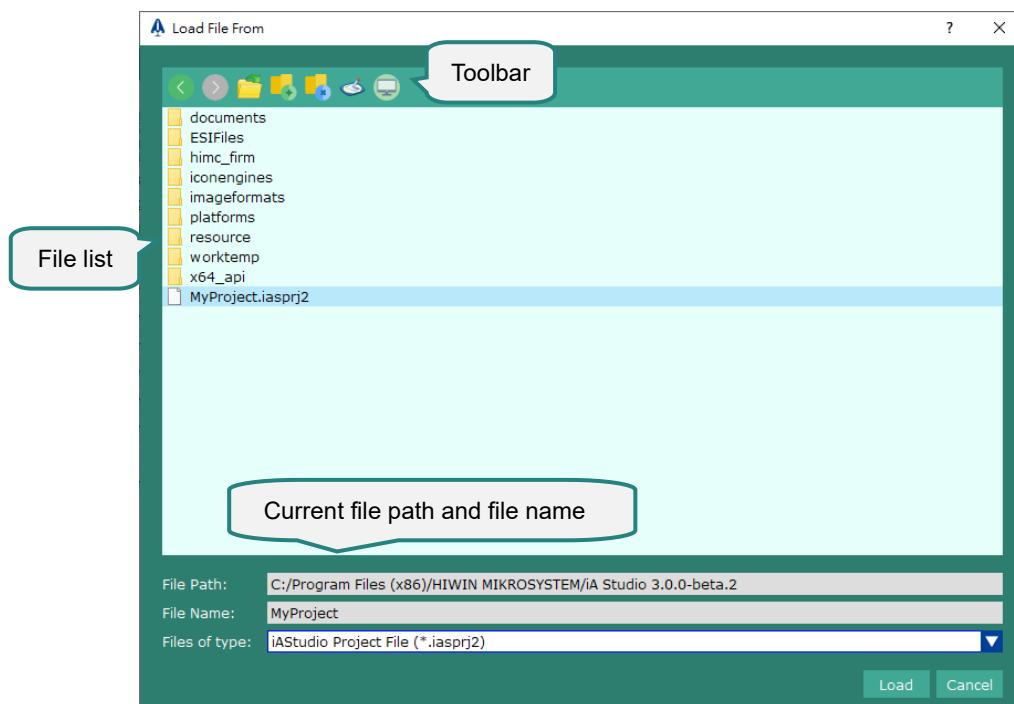 Load File From
Toolbar
documents
ESIFiles
himc_firm
iconengines
imageformats
platforms
resource
worktemp
x64_api
MyProject.iasprj2
File list
Current file path and file name
File Path: C:/Program Files (x86)/HIWIN MIKROSYSTEM/iA Studio 3.0.0-beta.2
File Name: MyProject
Files of type: iAStudio Project File (*.iasprj2)
Load Cancel